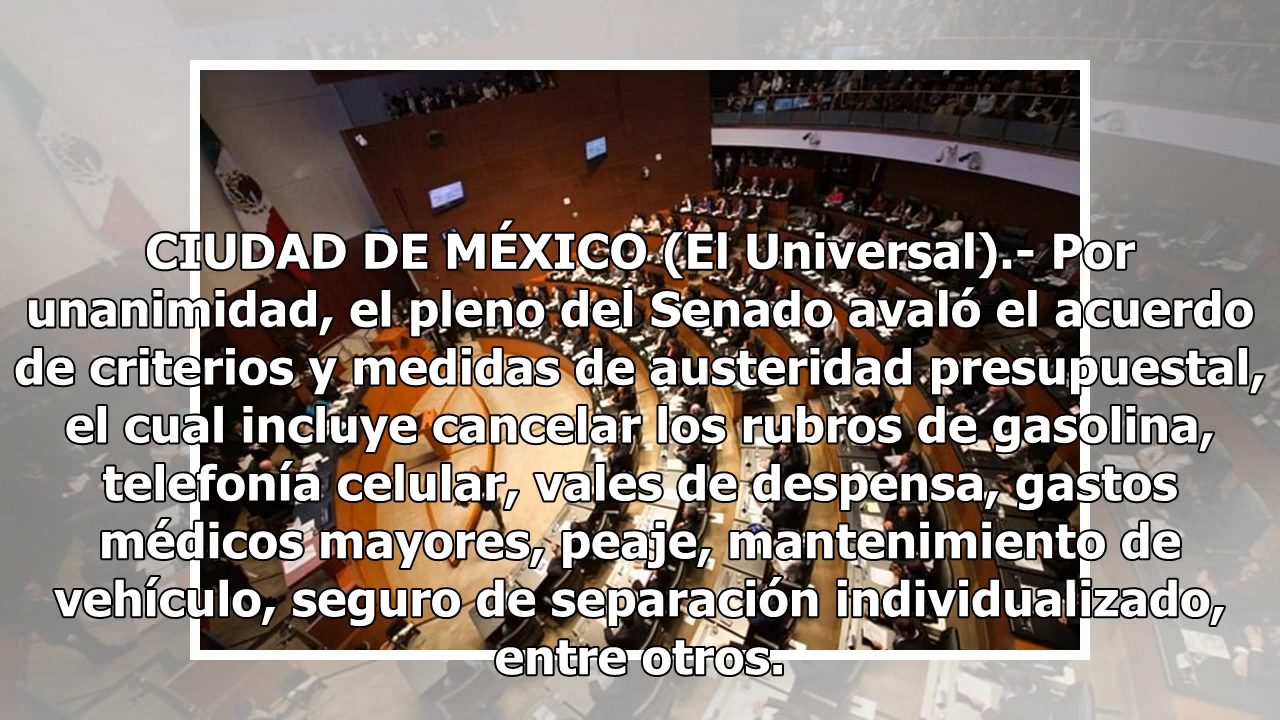 CIUDAD DE MÉXICO (El Universal).- Por
unanimidad, el pleno del Senado avaló el acuerdo
de criterios y medidas de austeridad presupuestal,
el cual incluye cancelar los rubros de gasolina,
telefonía celular, vales de despensa, gastos
médicos mayores, peaje, mantenimiento de
vehículo, seguro de separación individualizado,
entre otros.